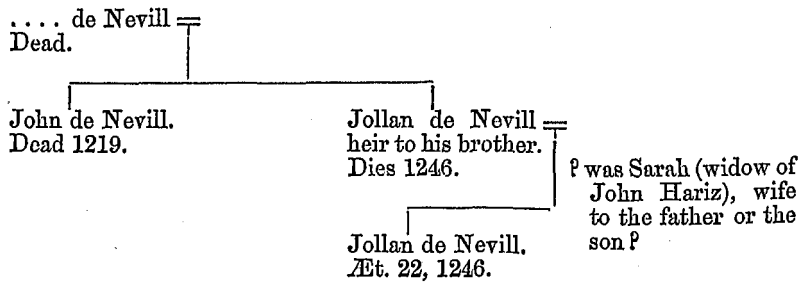 .... de Nevill =
Dead.
John de Nevill.
Dead 1219.
Jollan de Nevill =
heir to his brother.
Dies 1246.
? was Sarah (widow of
John Hariz), wife
to the father or the
son?
Jollan de Nevill.
Æt. 22, 1246.